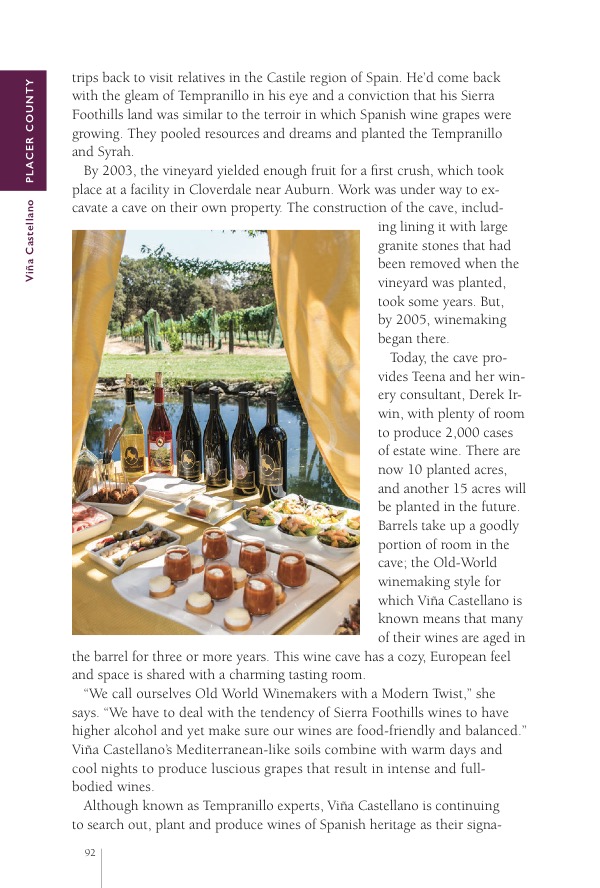 PLACER COUNTY
Viña Castellano
trips back to visit relatives in the Castile region of Spain. He'd come back
with the gleam of Tempranillo in his eye and a conviction that his Sierra
Foothills land was similar to the terroir in which Spanish wine grapes were
growing. They pooled resources and dreams and planted the Tempranillo
and Syrah.
By 2003, the vineyard yielded enough fruit for a first crush, which took
place at a facility in Cloverdale near Auburn. Work was under way to ex-
cavate a cave on their own property. The construction of the cave, includ-
ing lining it with large
granite stones that had
been removed when the
vineyard was planted,
took some years. But,
by 2005, winemaking
began there.
Today, the cave pro-
vides Teena and her win-
ery consultant, Derek Ir-
win, with plenty of room
to produce 2,000 cases
of estate wine. There are
now 10 planted acres,
and another 15 acres will
be planted in the future.
Barrels take up a goodly
portion of room in the
cave; the Old-World
winemaking style for
which Viña Castellano is
known means that many
of their wines are aged in
the barrel for three or more years. This wine cave has a cozy, European feel
and space is shared with a charming tasting room.
“We call ourselves Old World Winemakers with a Modern Twist,” she
says. “We have to deal with the tendency of Sierra Foothills wines to have
higher alcohol and yet make sure our wines are food-friendly and balanced.”
Viña Castellano's Mediterranean-like soils combine with warm days and
cool nights to produce luscious grapes that result in intense and full-
bodied wines.
Although known as Tempranillo experts, Viña Castellano is continuing
to search out, plant and produce wines of Spanish heritage as their signa-
92